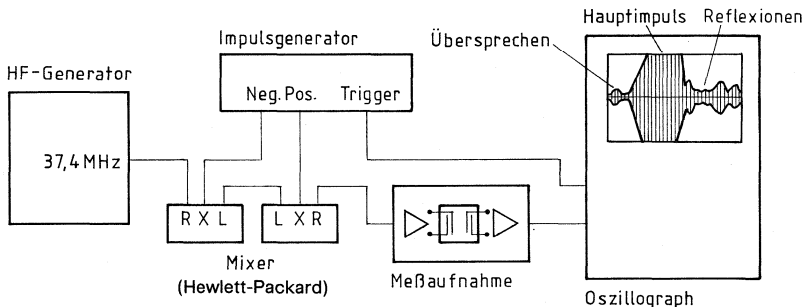 Hauptimpuls
Reflexionen
Übersprechen
Impulsgenerator
Neg. Pos. Trigger
HF-Generator
37,4 MHz
R X L
L X R
Mixer
(Hewlett-Packard)
Meßaufnahme
Oszillograph